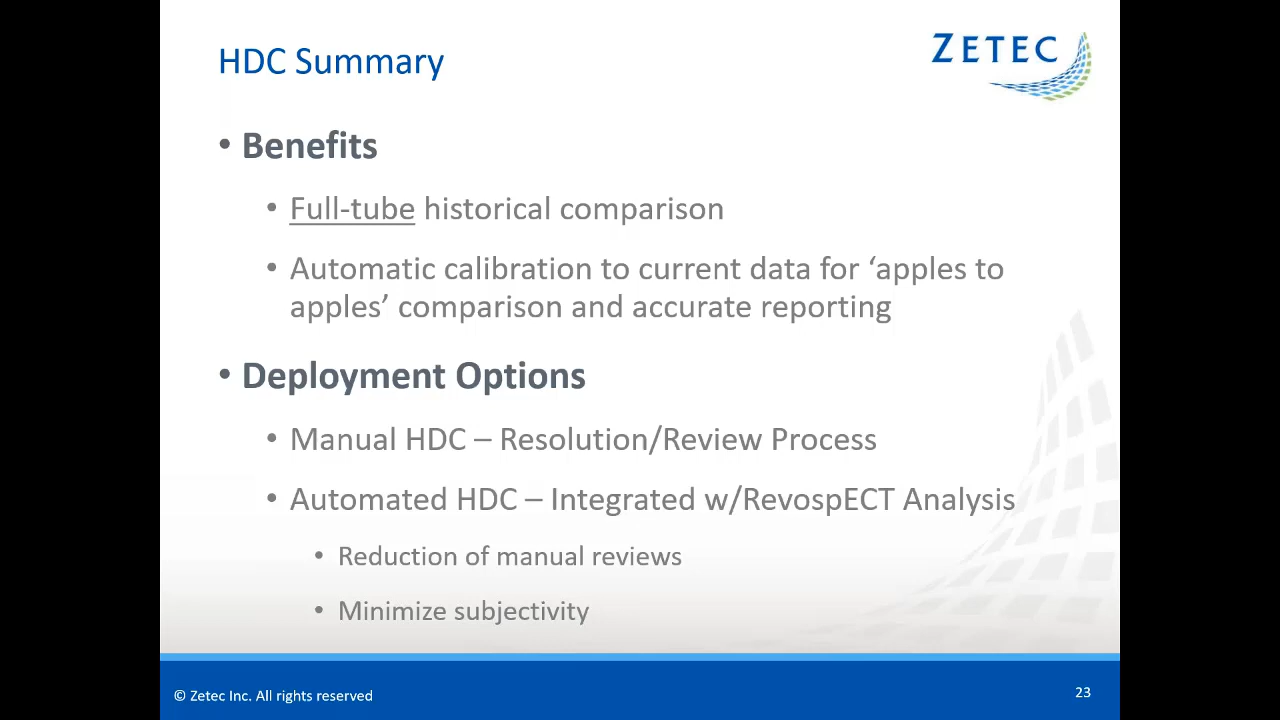 HDC Summary
ZETEC
• Benefits
• Full-tube historical comparison
• Automatic calibration to current data for ‘apples to
apples’ comparison and accurate reporting
• Deployment Options
• Manual HDC – Resolution/Review Process
• Automated HDC – Integrated w/RevospECT Analysis
• Reduction of manual reviews
• Minimize subjectivity
© Zetec Inc. All rights reserved
23